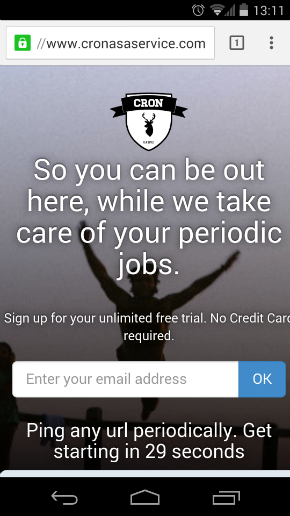 13:11
//www.cronasaservice.com
1
CRON
So you can be out
here, while we take
care of your periodic
jobs.
Sign up for your unlimited free trial. No Credit Card
required.
Enter your email address
OK
Ping any url periodically. Get
starting in 29 seconds